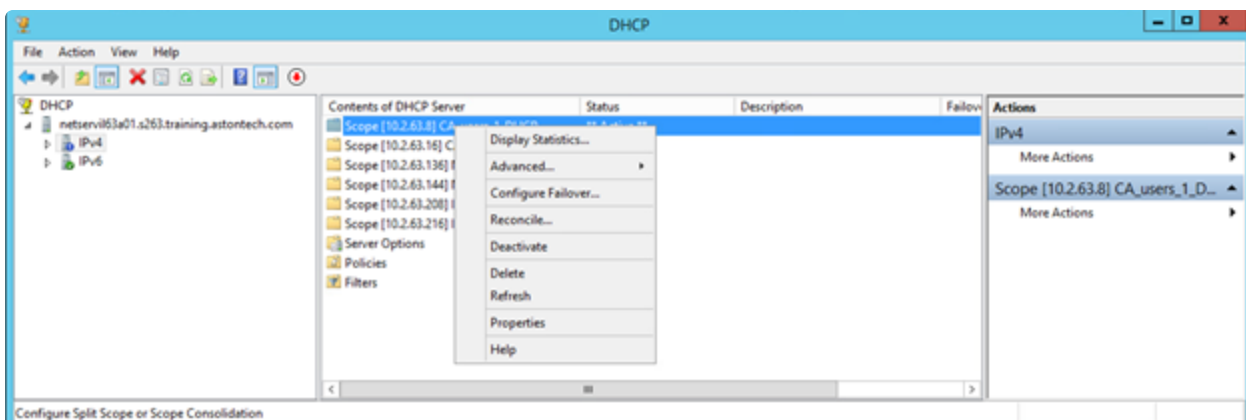 DHCP
File Action View Help
DHCP
netservil63a01.s263.training.astontech.com
IPv4
IPv6
Contents of DHCP Server Status Description Failov
Scope [10.2.63.8] CA_users_1_DHCP ** Active **
Scope [10.2.63.16] C
Scope [10.2.63.136]
Scope [10.2.63.144]
Scope [10.2.63.208]
Scope [10.2.63.216]
Server Options
Policies
Filters
Display Statistics...
Advanced...
Configure Failover...
Reconcile...
Deactivate
Delete
Refresh
Properties
Help
Actions
IPv4
More Actions
Scope [10.2.63.8] CA_users_1_D...
More Actions
Configure Split Scope or Scope Consolidation